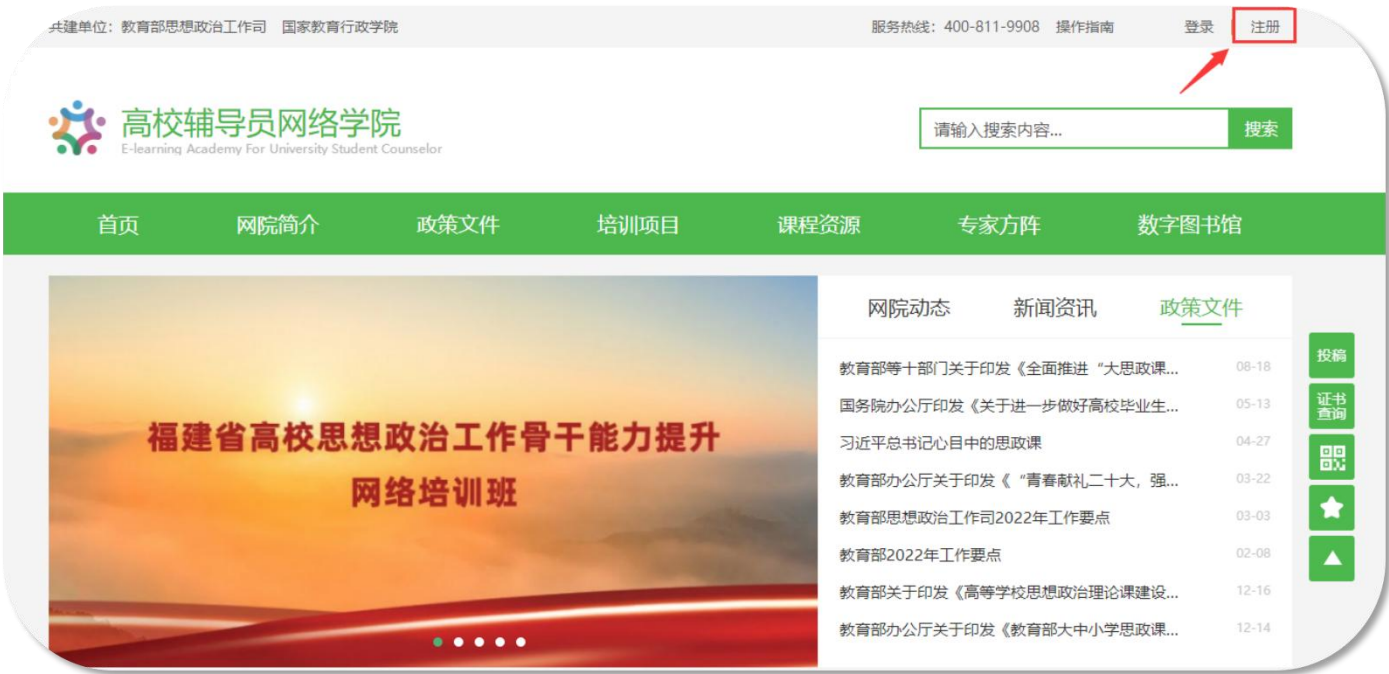 共建单位：教育部思想政治工作司 国家教育行政学院
服务热线：400-811-9908 操作指南 登录 注册
高校辅导员网络学院
E-learning Academy For University Student Counselor
请输入搜索内容... 搜索
首页 网院简介 政策文件 培训项目 课程资源 专家方阵 数字图书馆
福建省高校思想政治工作骨干能力提升
网络培训班
网院动态 新闻资讯 政策文件
教育部等十部门关于印发《全面推进“大思政课... 08-18
国务院办公厅印发《关于进一步做好高校毕业生... 05-13
习近平总书记心目中的思政课 04-27
教育部办公厅关于印发《 “青春献礼二十大，强... 03-22
教育部思想政治工作司2022年工作要点 03-03
教育部2022年工作要点 02-08
教育部关于印发《高等学校思想政治理论课建设... 12-16
教育部办公厅关于印发《教育部大中小学思政课... 12-14
投稿
证书
查询